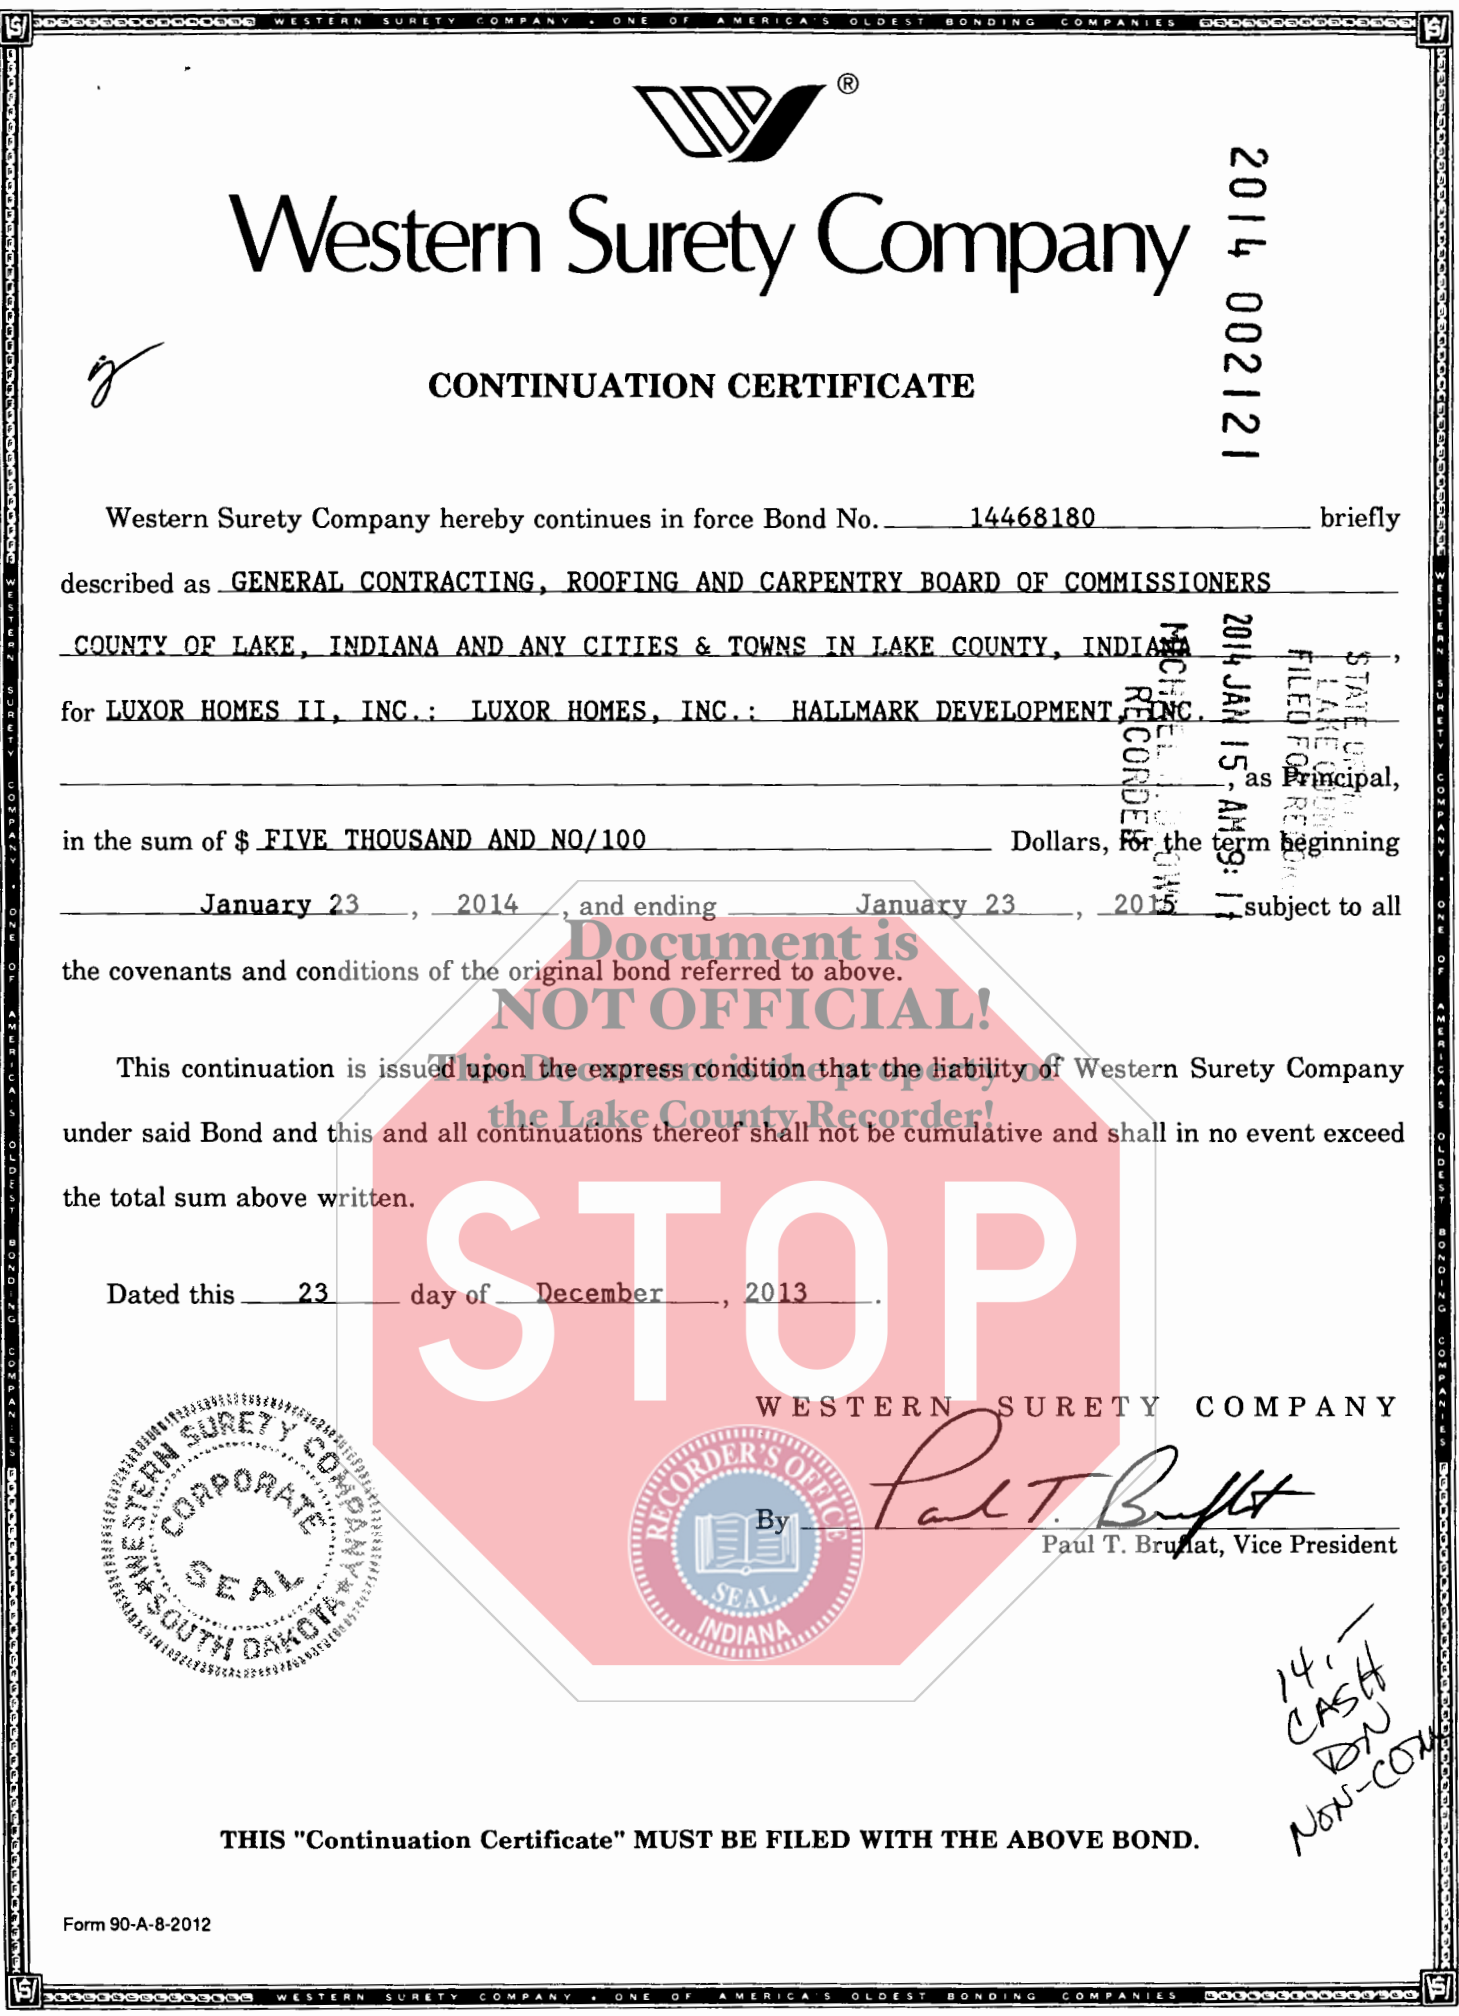 WESTERN SURETY COMPANY • ONE OF AMERICA'S OLDEST BONDING COMPANIES
®
Western Surety Company
2014 002121
CONTINUATION CERTIFICATE
Western Surety Company hereby continues in force Bond No. 14468180 briefly
described as GENERAL CONTRACTING, ROOFING AND CARPENTRY BOARD OF COMMISSIONERS
COUNTY OF LAKE, INDIANA AND ANY CITIES & TOWNS IN LAKE COUNTY, INDIANA,
for LUXOR HOMES II, INC.: LUXOR HOMES, INC.: HALLMARK DEVELOPMENT, INC.
, as Principal,
in the sum of $ FIVE THOUSAND AND NO/100 Dollars, for the term beginning
January 23, 2014, and ending January 23, 2015, subject to all
the covenants and conditions of the original bond referred to above.
STATE OF
LAKE
FILED FOR RECORD
2014 JAN 15 AM 9: 11
RECORDER
Document is
NOT OFFICIAL!
This Document is the property of
the Lake County Recorder!
STOP
This continuation is issued upon the express condition that the liability of Western Surety Company
under said Bond and this and all continuations thereof shall not be cumulative and shall in no event exceed
the total sum above written.
Dated this 23 day of December, 2013.
WESTERN SURETY COMPANY
By Paul T. Bruflat
Paul T. Bruflat, Vice President
WESTERN SURETY COMPANY
CORPORATE
SEAL
SOUTH DAKOTA
RECORDER'S OFFICE
SEAL
INDIANA
14.-
CASH
DN
NON-COM
THIS "Continuation Certificate" MUST BE FILED WITH THE ABOVE BOND.
Form 90-A-8-2012
WESTERN SURETY COMPANY • ONE OF AMERICA'S OLDEST BONDING COMPANIES